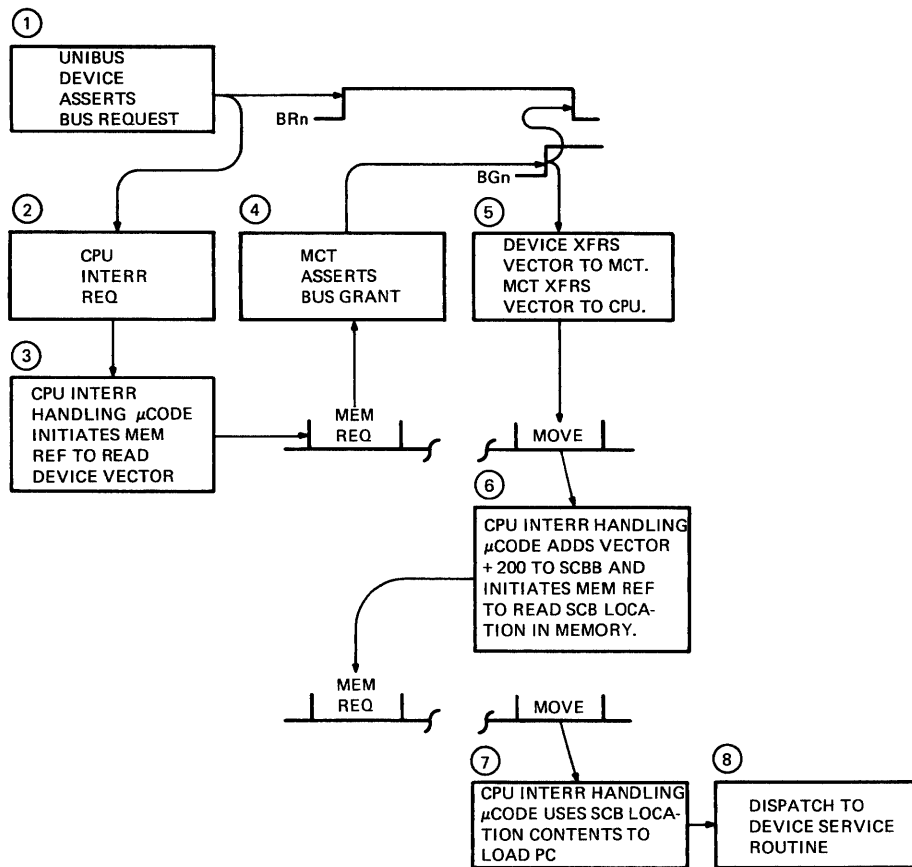 1
UNIBUS
DEVICE
ASSERTS
BUS REQUEST
BRn
BGn
2
CPU
INTERR
REQ
4
MCT
ASSERTS
BUS GRANT
5
DEVICE XFRS
VECTOR TO MCT.
MCT XFRS
VECTOR TO CPU.
3
CPU INTERR
HANDLING μCODE
INITIATES MEM
REF TO READ
DEVICE VECTOR
MEM
REQ
MOVE
6
CPU INTERR HANDLING
μCODE ADDS VECTOR
+ 200 TO SCBB AND
INITIATES MEM REF
TO READ SCB LOCA-
TION IN MEMORY.
MEM
REQ
MOVE
7
CPU INTERR HANDLING
μCODE USES SCB LOCA-
TION CONTENTS TO
LOAD PC
8
DISPATCH TO
DEVICE SERVICE
ROUTINE